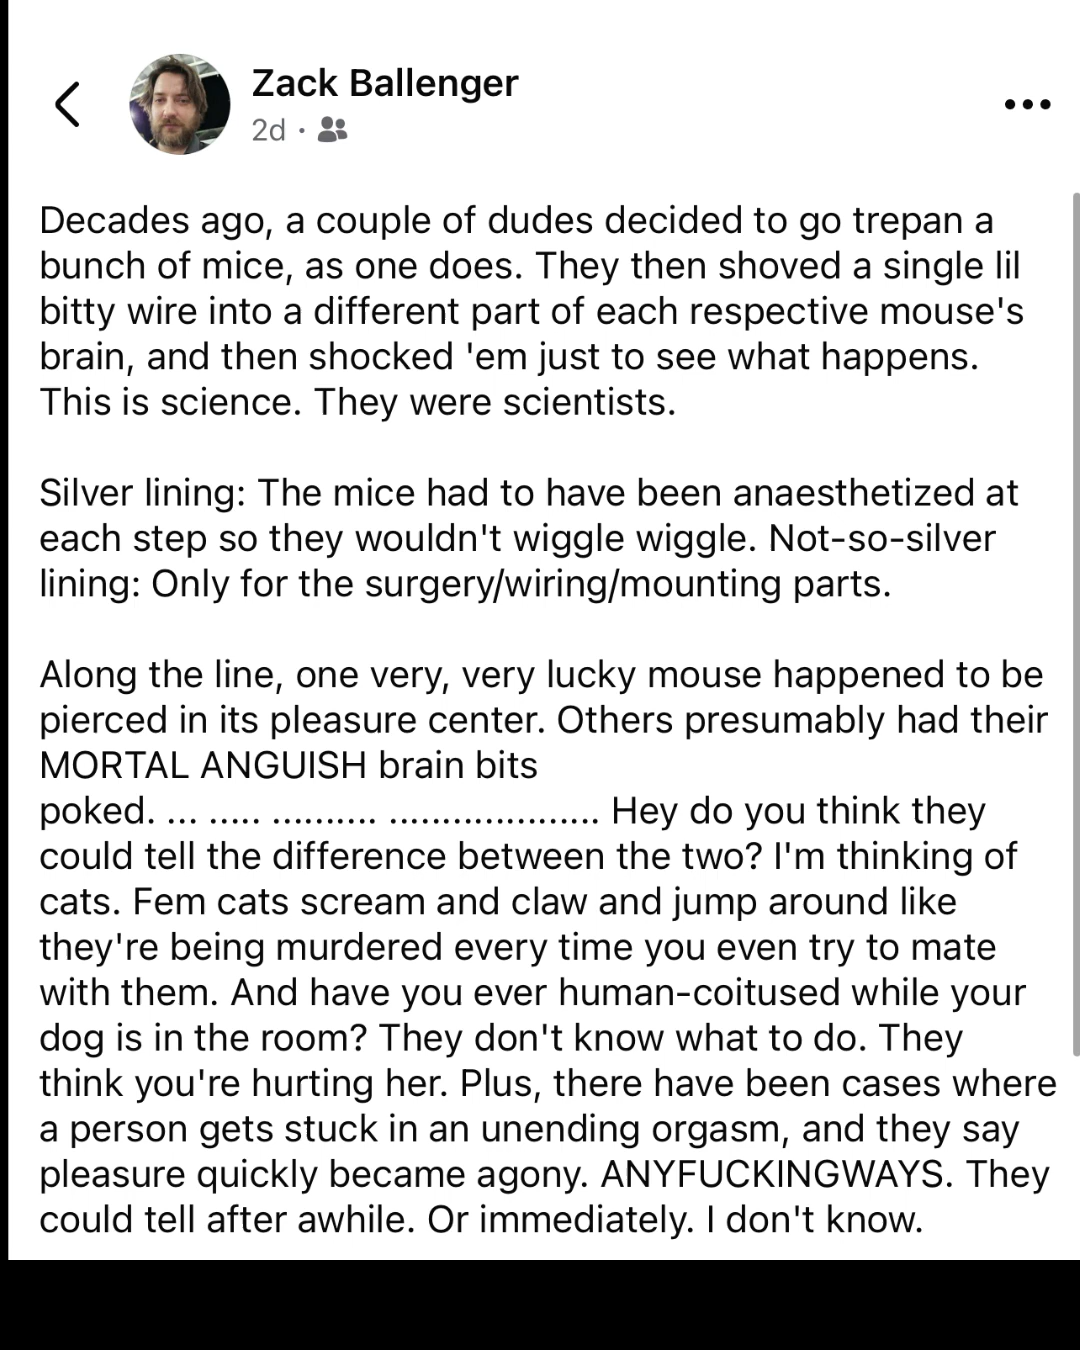 Zack Ballenger
2d ·
Decades ago, a couple of dudes decided to go trepan a
bunch of mice, as one does. They then shoved a single lil
bitty wire into a different part of each respective mouse's
brain, and then shocked 'em just to see what happens.
This is science. They were scientists.
Silver lining: The mice had to have been anaesthetized at
each step so they wouldn't wiggle wiggle. Not-so-silver
lining: Only for the surgery/wiring/mounting parts.
Along the line, one very, very lucky mouse happened to be
pierced in its pleasure center. Others presumably had their
MORTAL ANGUISH brain bits
poked. ... ..... .......... .................... Hey do you think they
could tell the difference between the two? I'm thinking of
cats. Fem cats scream and claw and jump around like
they're being murdered every time you even try to mate
with them. And have you ever human-coitused while your
dog is in the room? They don't know what to do. They
think you're hurting her. Plus, there have been cases where
a person gets stuck in an unending orgasm, and they say
pleasure quickly became agony. ANYFUCKINGWAYS. They
could tell after awhile. Or immediately. I don't know.